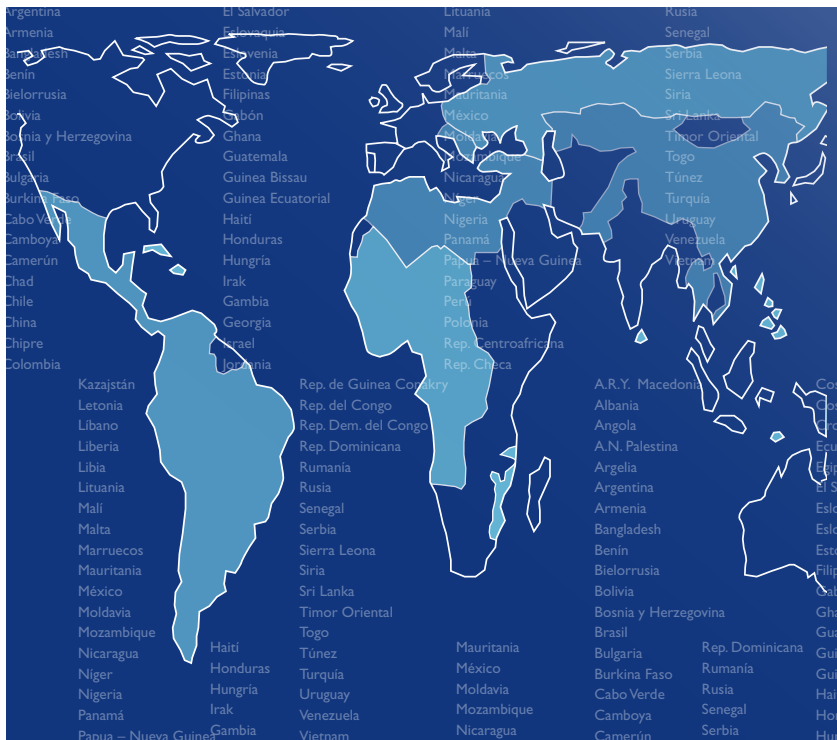 Argentina
Armenia
Bangladesh
Benín
Bielorrusia
Bolivia
Bosnia y Herzegovina
Brasil
Bulgaria
Burkina Faso
Cabo Verde
Camboya
Camerún
Chad
Chile
China
Chipre
Colombia
El Salvador
Eslovaquia
Eslovenia
Estonia
Filipinas
Gabón
Ghana
Guatemala
Guinea Bissau
Guinea Ecuatorial
Haití
Honduras
Hungría
Irak
Gambia
Georgia
Israel
Jordania
Lituania
Malí
Malta
Marruecos
Mauritania
México
Moldavia
Mozambique
Nicaragua
Níger
Nigeria
Panamá
Papua – Nueva Guinea
Paraguay
Perú
Polonia
Rep. Centroafricana
Rep. Checa
Rusia
Senegal
Serbia
Sierra Leona
Siria
Sri Lanka
Timor Oriental
Togo
Túnez
Turquía
Uruguay
Venezuela
Vietnam
Kazajstán
Letonia
Líbano
Liberia
Libia
Lituania
Malí
Malta
Marruecos
Mauritania
México
Moldavia
Mozambique
Nicaragua
Níger
Nigeria
Panamá
Papua – Nueva Guinea
Haití
Honduras
Hungría
Irak
Gambia
Rep. de Guinea Conakry
Rep. del Congo
Rep. Dem. del Congo
Rep. Dominicana
Rumanía
Rusia
Senegal
Serbia
Sierra Leona
Siria
Sri Lanka
Timor Oriental
Togo
Túnez
Turquía
Uruguay
Venezuela
Vietnam
Mauritania
México
Moldavia
Mozambique
Nicaragua
A.R.Y. Macedonia
Albania
Angola
A.N. Palestina
Argelia
Argentina
Armenia
Bangladesh
Benín
Bielorrusia
Bolivia
Bosnia y Herzegovina
Brasil
Bulgaria
Burkina Faso
Cabo Verde
Camboya
Camerún
Rep. Dominicana
Rumanía
Rusia
Senegal
Serbia